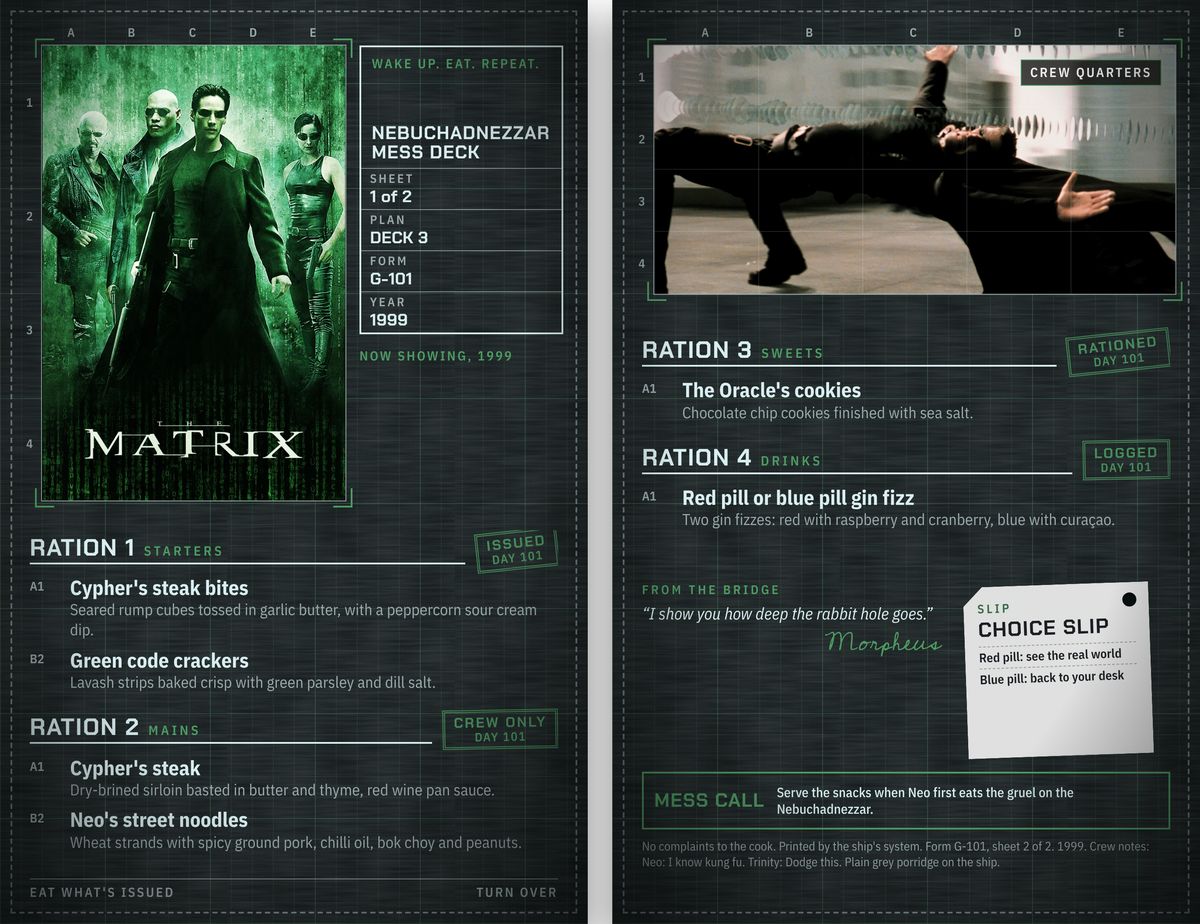 A B C D E
1
2
3
4
THE
MATRIX
WAKE UP. EAT. REPEAT.
NEBUCHADNEZZAR
MESS DECK
SHEET
1 of 2
PLAN
DECK 3
FORM
G-101
YEAR
1999
NOW SHOWING, 1999
RATION 1 STARTERS
ISSUED
DAY 101
A1 Cypher's steak bites
Seared rump cubes tossed in garlic butter, with a peppercorn sour cream
dip.
B2 Green code crackers
Lavash strips baked crisp with green parsley and dill salt.
RATION 2 MAINS
CREW ONLY
DAY 101
A1 Cypher's steak
Dry-brined sirloin basted in butter and thyme, red wine pan sauce.
B2 Neo's street noodles
Wheat strands with spicy ground pork, chilli oil, bok choy and peanuts.
EAT WHAT'S ISSUED
TURN OVER
A B C D E
1
2
3
4
CREW QUARTERS
RATION 3 SWEETS
RATIONED
DAY 101
A1 The Oracle's cookies
Chocolate chip cookies finished with sea salt.
RATION 4 DRINKS
LOGGED
DAY 101
A1 Red pill or blue pill gin fizz
Two gin fizzes: red with raspberry and cranberry, blue with curaçao.
FROM THE BRIDGE
“I show you how deep the rabbit hole goes.”
Morpheus
SLIP
CHOICE SLIP
Red pill: see the real world
Blue pill: back to your desk
MESS CALL
Serve the snacks when Neo first eats the gruel on the
Nebuchadnezzar.
No complaints to the cook. Printed by the ship's system. Form G-101, sheet 2 of 2. 1999. Crew notes:
Neo: I know kung fu. Trinity: Dodge this. Plain grey porridge on the ship.